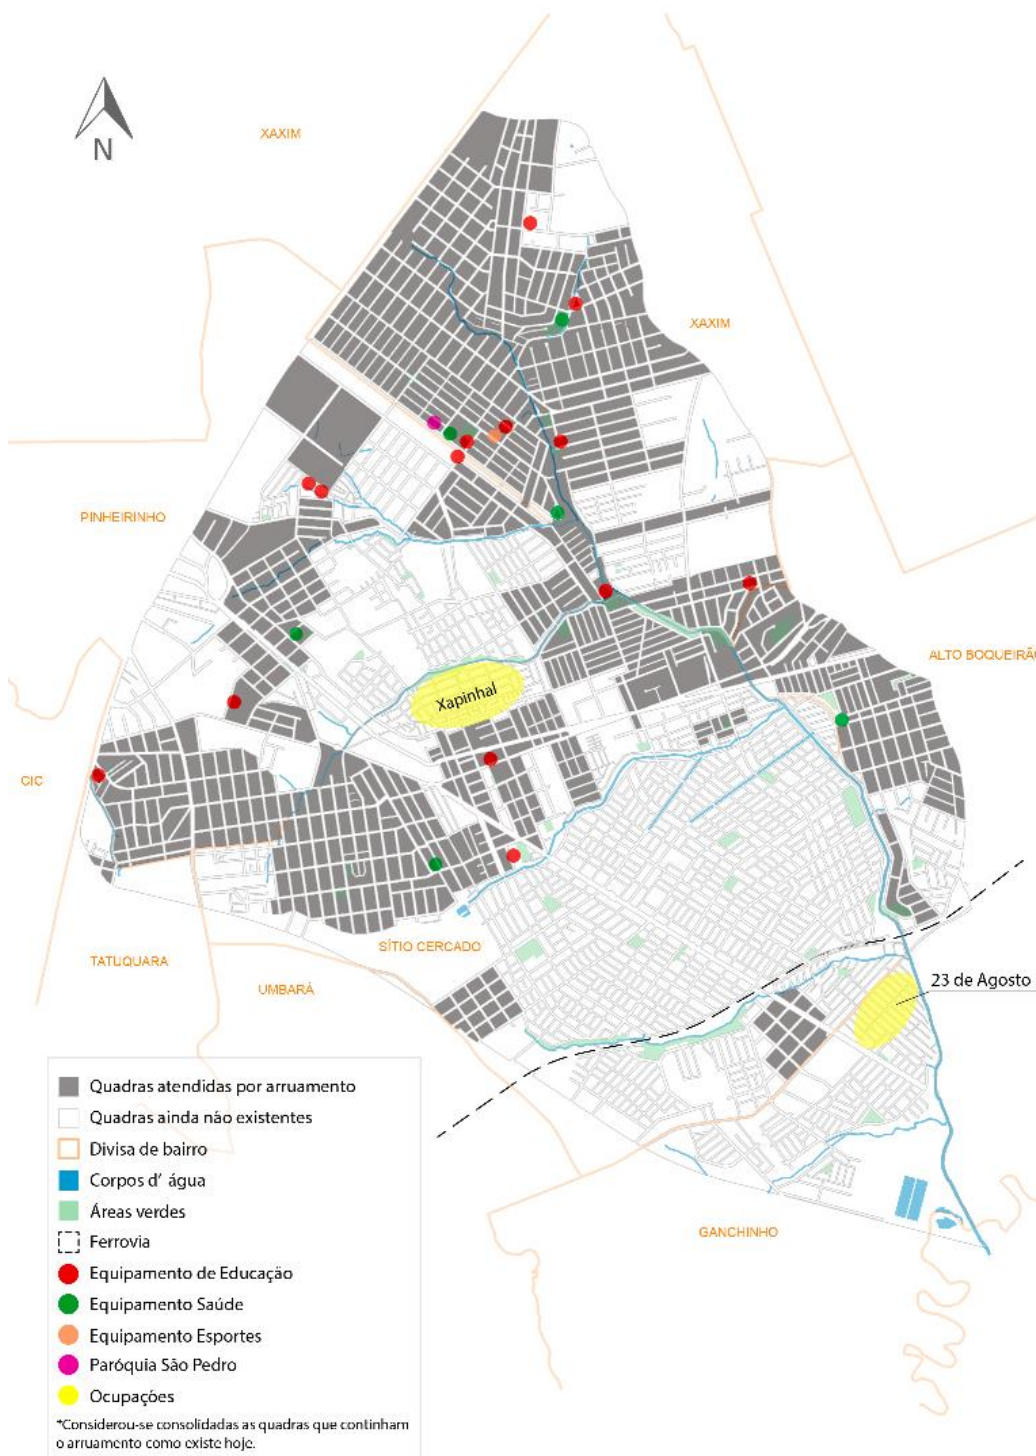 N
XAXIM
XAXIM
PINHEIRINHO
ALTO BOQUEIRÃO
Xapinhal
CIC
SÍTIO CERCADO
TATUQUARA
UMBARÁ
23 de Agosto
GANCHINHO
Quadras atendidas por arruamento
Quadras ainda não existentes
Divisa de bairro
Corpos d' água
Áreas verdes
Ferrovia
Equipamento de Educação
Equipamento Saúde
Equipamento Esportes
Paróquia São Pedro
Ocupações
*Considerou-se consolidadas as quadras que continham
o arruamento como existe hoje.